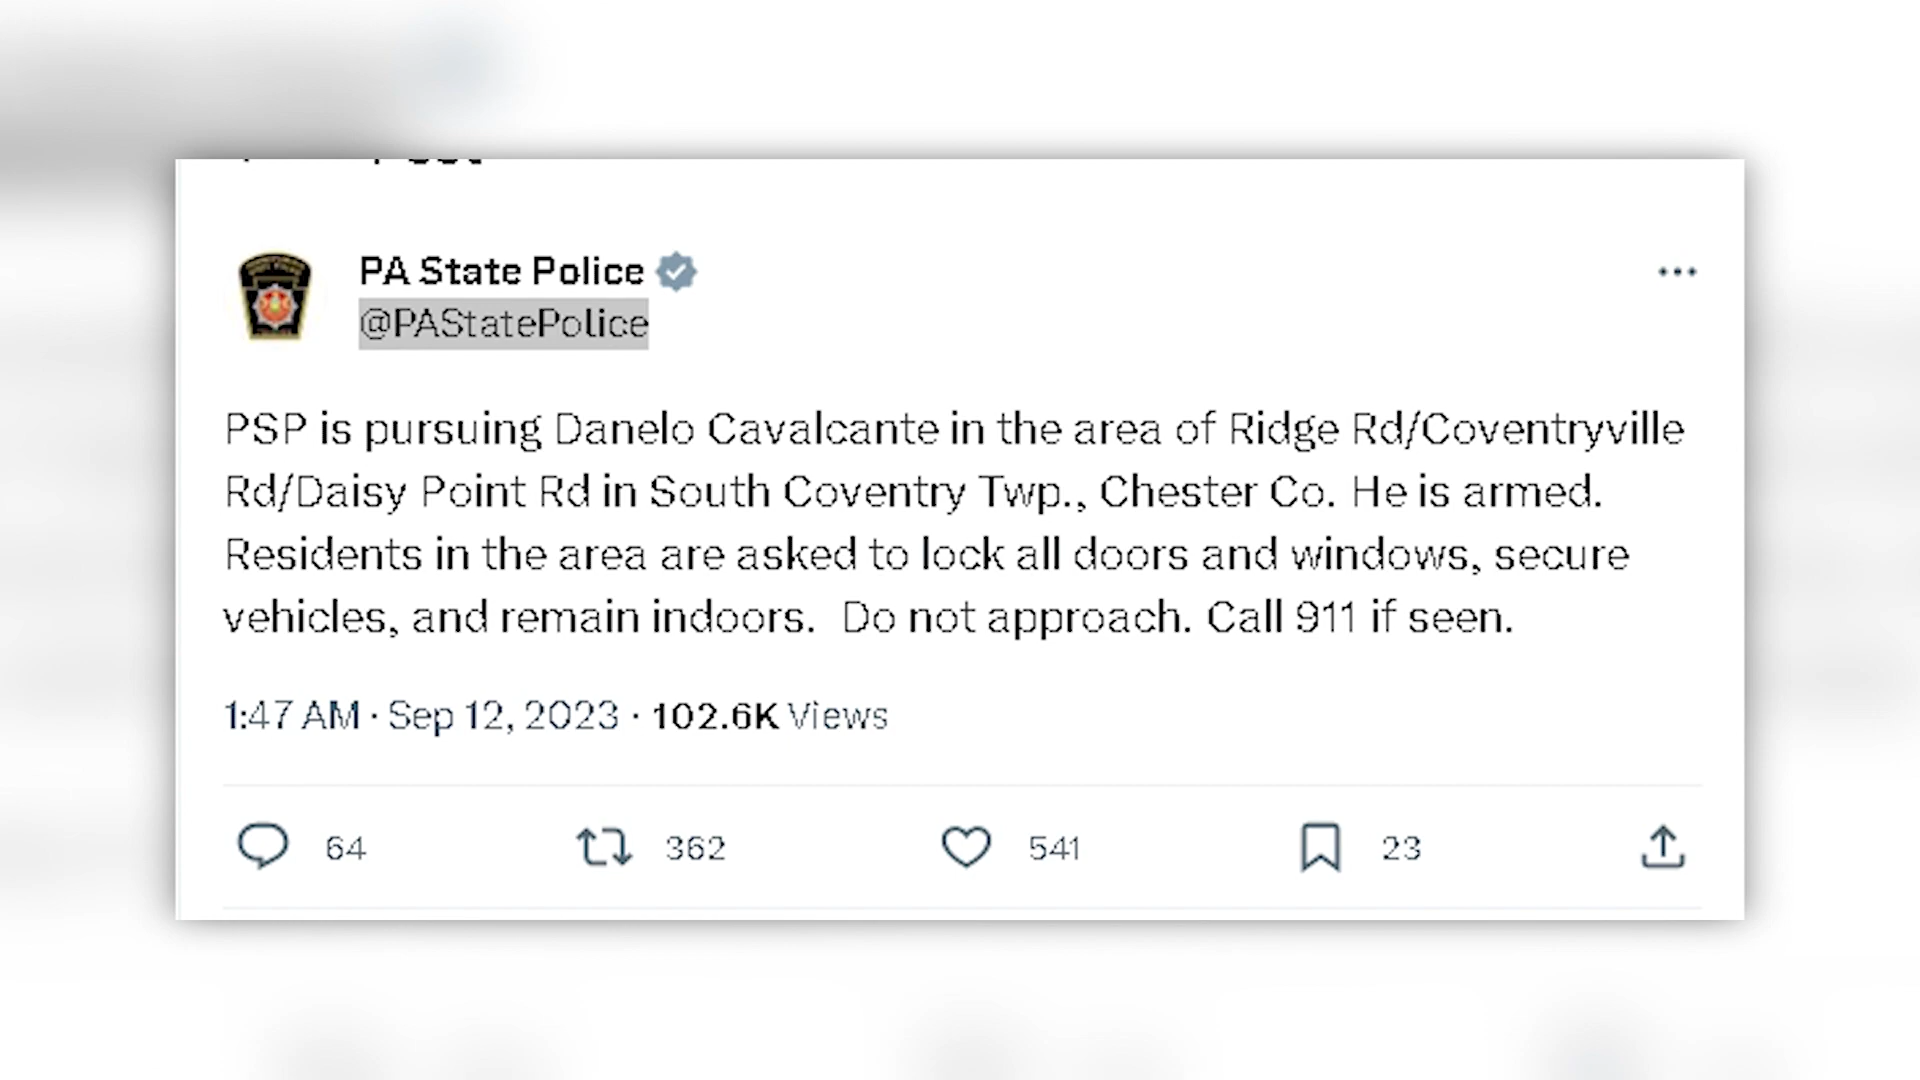 PA State Police
@PAStatePolice
PSP is pursuing Danelo Cavalcante in the area of Ridge Rd/Coventryville
Rd/Daisy Point Rd in South Coventry Twp., Chester Co. He is armed.
Residents in the area are asked to lock all doors and windows, secure
vehicles, and remain indoors.  Do not approach. Call 911 if seen.
1:47 AM · Sep 12, 2023 · 102.6K Views
64 362 541 23